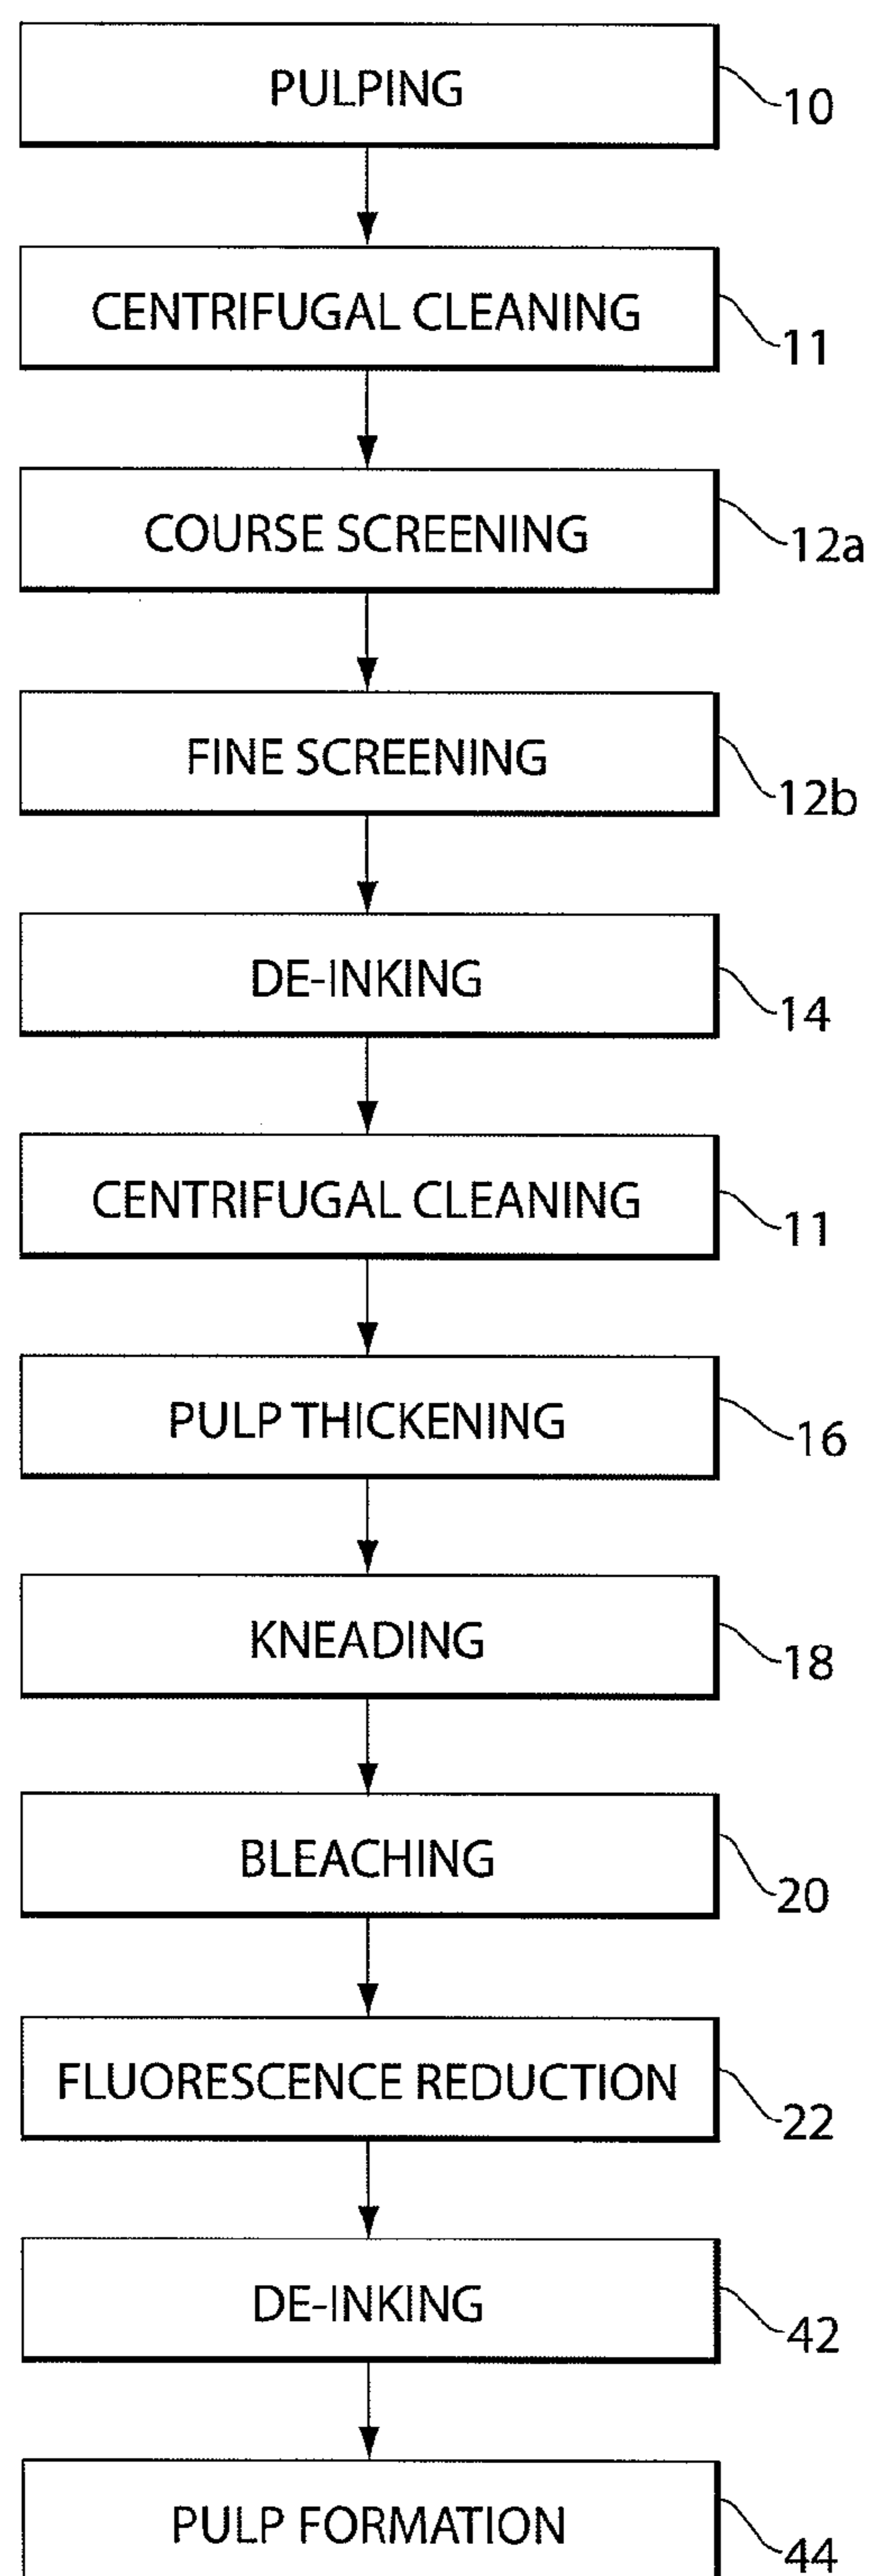 PULPING
10
CENTRIFUGAL CLEANING
11
COURSE SCREENING
12a
FINE SCREENING
12b
DE-INKING
14
CENTRIFUGAL CLEANING
11
PULP THICKENING
16
KNEADING
18
BLEACHING
20
FLUORESCENCE REDUCTION
22
DE-INKING
42
PULP FORMATION
44